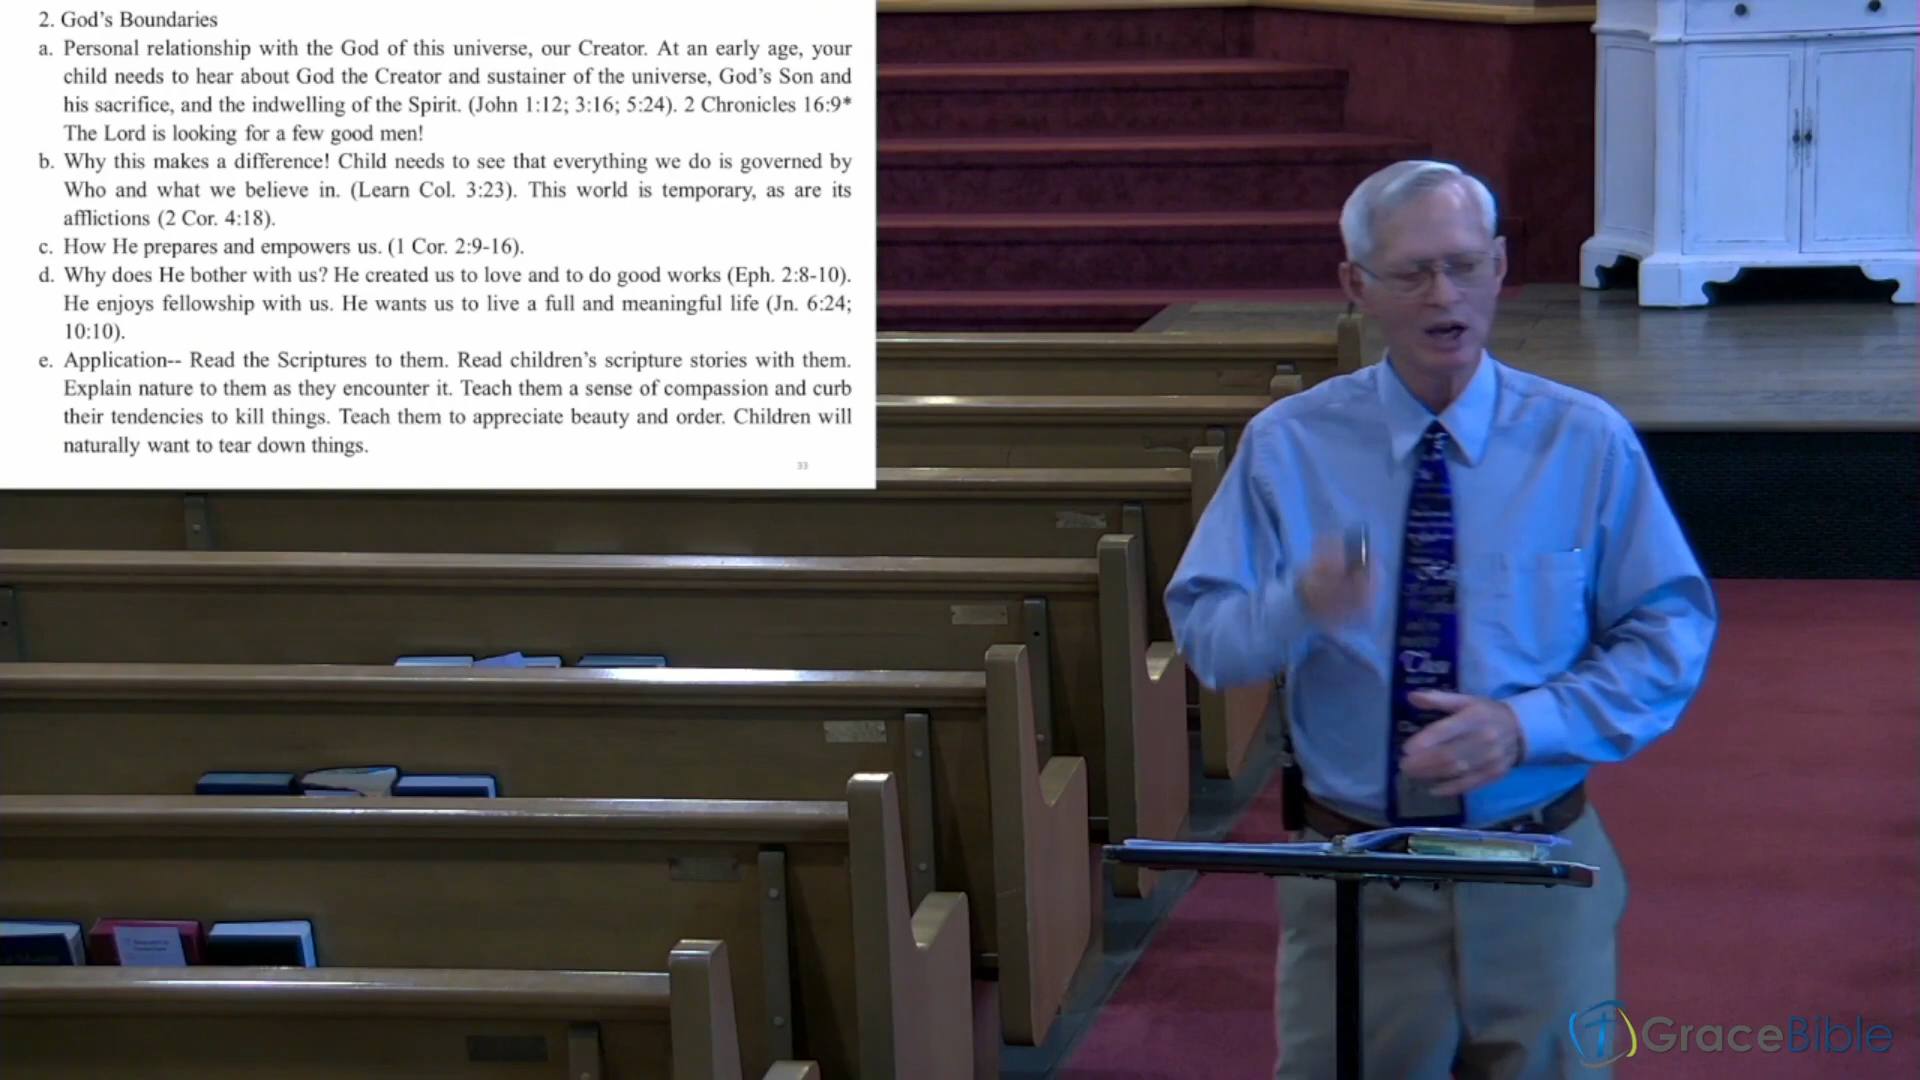 2. God’s Boundaries
a. Personal relationship with the God of this universe, our Creator. At an early age, your
child needs to hear about God the Creator and sustainer of the universe, God’s Son and
his sacrifice, and the indwelling of the Spirit. (John 1:12; 3:16; 5:24). 2 Chronicles 16:9*
The Lord is looking for a few good men!
b. Why this makes a difference! Child needs to see that everything we do is governed by
Who and what we believe in. (Learn Col. 3:23). This world is temporary, as are its
afflictions (2 Cor. 4:18).
c. How He prepares and empowers us. (1 Cor. 2:9-16).
d. Why does He bother with us? He created us to love and to do good works (Eph. 2:8-10).
He enjoys fellowship with us. He wants us to live a full and meaningful life (Jn. 6:24;
10:10).
e. Application-- Read the Scriptures to them. Read children’s scripture stories with them.
Explain nature to them as they encounter it. Teach them a sense of compassion and curb
their tendencies to kill things. Teach them to appreciate beauty and order. Children will
naturally want to tear down things.
33
GraceBible